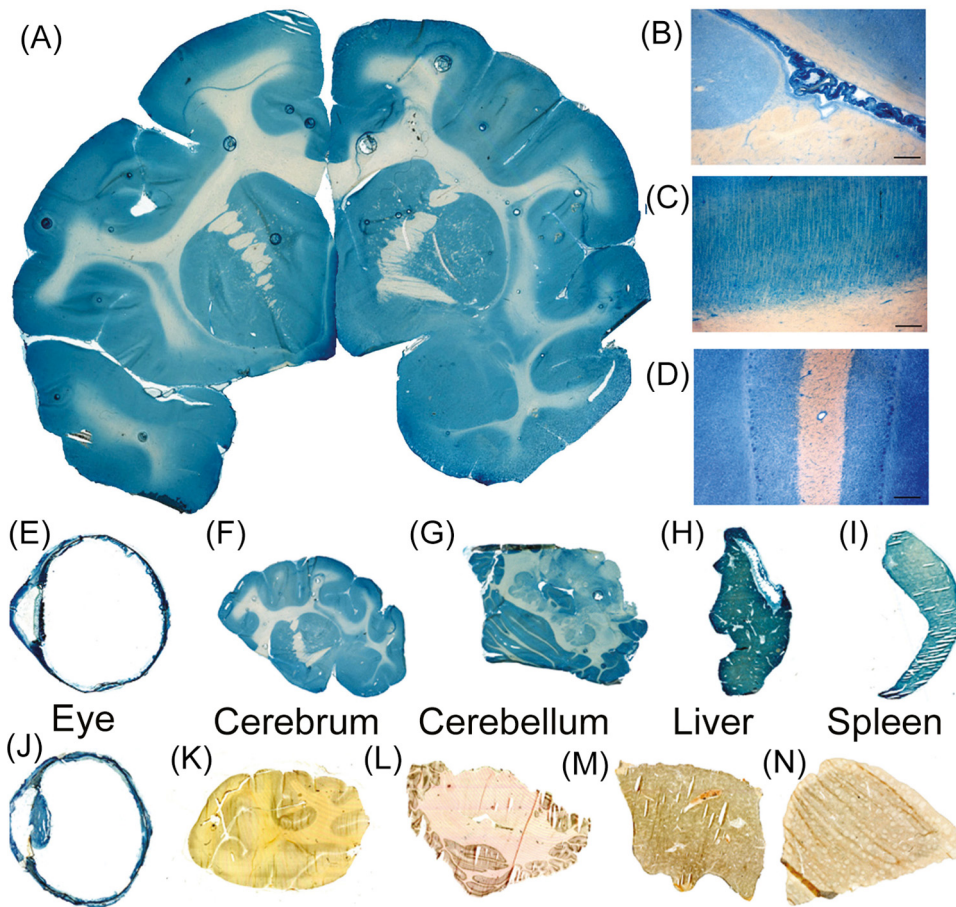 (A)
(B)
(C)
(D)
(E)
(F)
(G)
(H)
(I)
Eye
Cerebrum
Cerebellum
Liver
Spleen
(J)
(K)
(L)
(M)
(N)